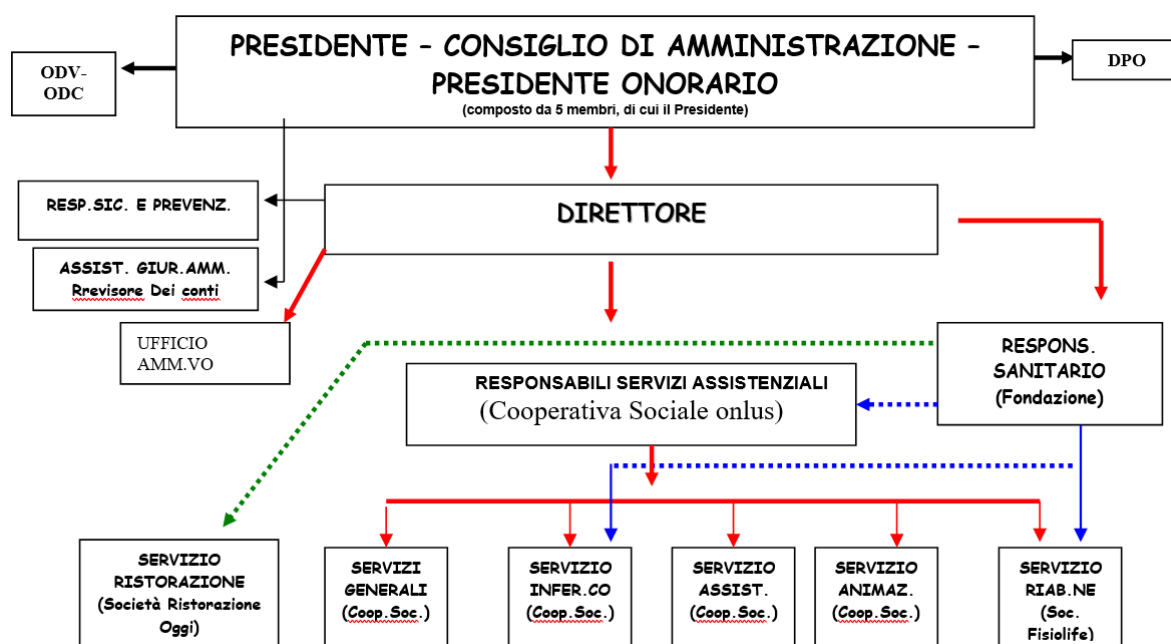 PRESIDENTE – CONSIGLIO DI AMMINISTRAZIONE –
PRESIDENTE ONORARIO
(composto da 5 membri, di cui il Presidente)
ODV-
ODC
DPO
RESP.SIC. E PREVENZ.
DIRETTORE
ASSIST. GIUR.AMM.
Rrevisore Dei conti
UFFICIO
AMM.VO
RESPONS.
SANITARIO
(Fondazione)
RESPONSABILI SERVIZI ASSISTENZIALI
(Cooperativa Sociale onlus)
SERVIZIO
RISTORAZIONE
(Società Ristorazione
Oggi)
SERVIZI
GENERALI
(Coop.Soc.)
SERVIZIO
INFER.CO
(Coop.Soc.)
SERVIZIO
ASSIST.
(Coop.Soc.)
SERVIZIO
ANIMAZ.
(Coop.Soc.)
SERVIZIO
RIAB.NE
(Soc.
Fisiolife)